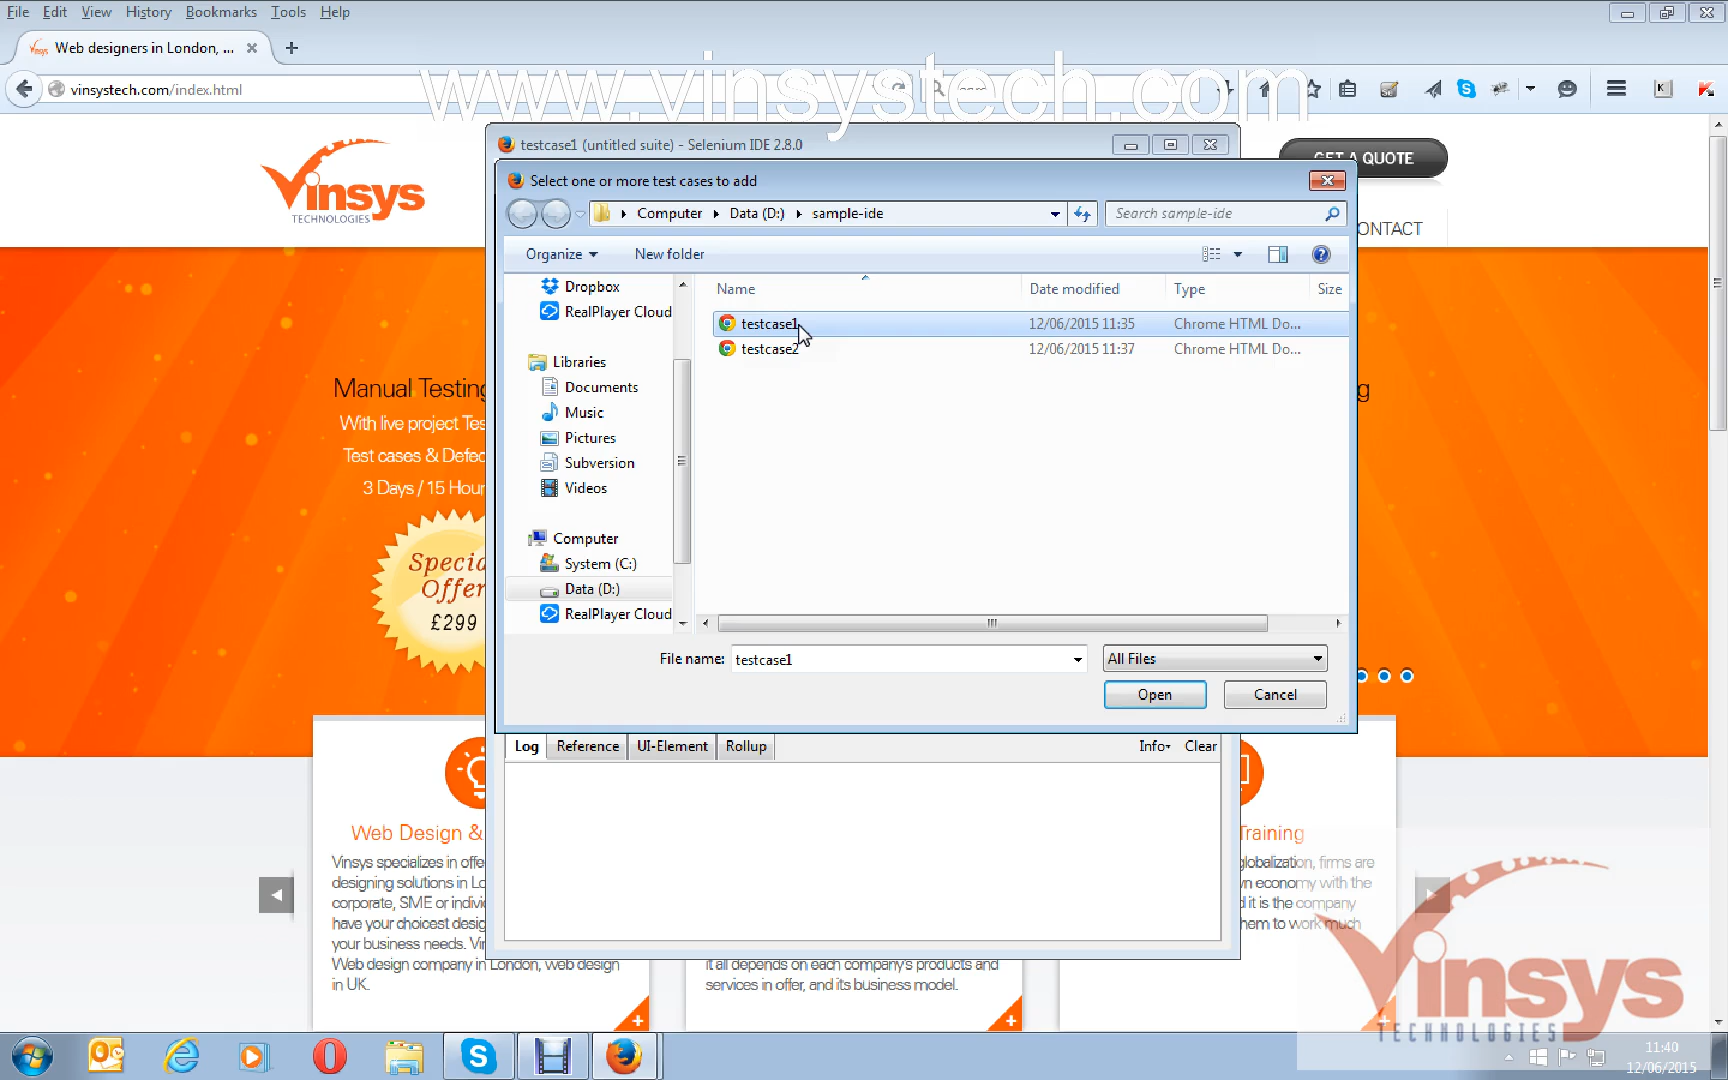 File Edit View History Bookmarks Tools Help
Web designers in London, ...
vinsystech.com/index.html
www.vinsystech.com
Vinsys
TECHNOLOGIES
testcase1 (untitled suite) - Selenium IDE 2.8.0
GET A QUOTE
Select one or more test cases to add
Computer Data (D:) sample-ide
Search sample-ide
ONTACT
Organize New folder
Name Date modified Type Size
testcase1 12/06/2015 11:35 Chrome HTML Do...
testcase2 12/06/2015 11:37 Chrome HTML Do...
Dropbox
RealPlayer Cloud
Libraries
Documents
Music
Pictures
Subversion
Videos
Computer
System (C:)
Data (D:)
RealPlayer Cloud
File name: testcase1
All Files
Open Cancel
Manual Testing
With live project Tes
Test cases & Defec
3 Days / 15 Hour
Specia
Offer
£299
Log Reference UI-Element Rollup Info Clear
Web Design &
Vinsys specializes in offe
designing solutions in Lo
corporate, SME or indivi
have your choicest desig
your business needs. Vi
Web design company in London, web design
in UK.
it all depends on each company's products and
services in offer, and its business model.
Training
globalization, firms are
wn economy with the
d it is the company
hem to work much
Vinsys
TECHNOLOGIES
11:40
12/06/2015